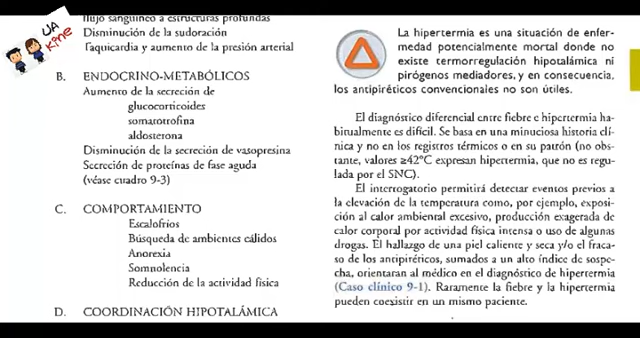 UA
Kine
flujo sanguíneo a estructuras profundas
Disminución de la sudoración
Taquicardia y aumento de la presión arterial
B. ENDOCRINO-METABÓLICOS
Aumento de la secreción de
glucocorticoides
somatotrofina
aldosterona
Disminución de la secreción de vasopresina
Secreción de proteínas de fase aguda
(véase cuadro 9-3)
C. COMPORTAMIENTO
Escalofríos
Búsqueda de ambientes cálidos
Anorexia
Somnolencia
Reducción de la actividad física
D. COORDINACIÓN HIPOTALÁMICA
La hipertermia es una situación de enfer-
medad potencialmente mortal donde no
existe termorregulación hipotalámica ni
pirógenos mediadores, y en consecuencia,
los antipiréticos convencionales no son útiles.
El diagnóstico diferencial entre fiebre e hipertermia ha-
bitualmente es difícil. Se basa en una minuciosa historia clí-
nica y no en los registros térmicos o en su patrón (no obs-
tante, valores ≥42°C expresan hipertermia, que no es regu-
lada por el SNC).
El interrogatorio permitirá detectar eventos previos a
la elevación de la temperatura como, por ejemplo, exposi-
ción al calor ambiental excesivo, producción exagerada de
calor corporal por actividad física intensa o uso de algunas
drogas. El hallazgo de una piel caliente y seca y/o el fraca-
so de los antipiréticos, sumados a un alto índice de sospe-
cha, orientaran al médico en el diagnóstico de hipertermia
(Caso clínico 9-1). Raramente la fiebre y la hipertermia
pueden coexistir en un mismo paciente.